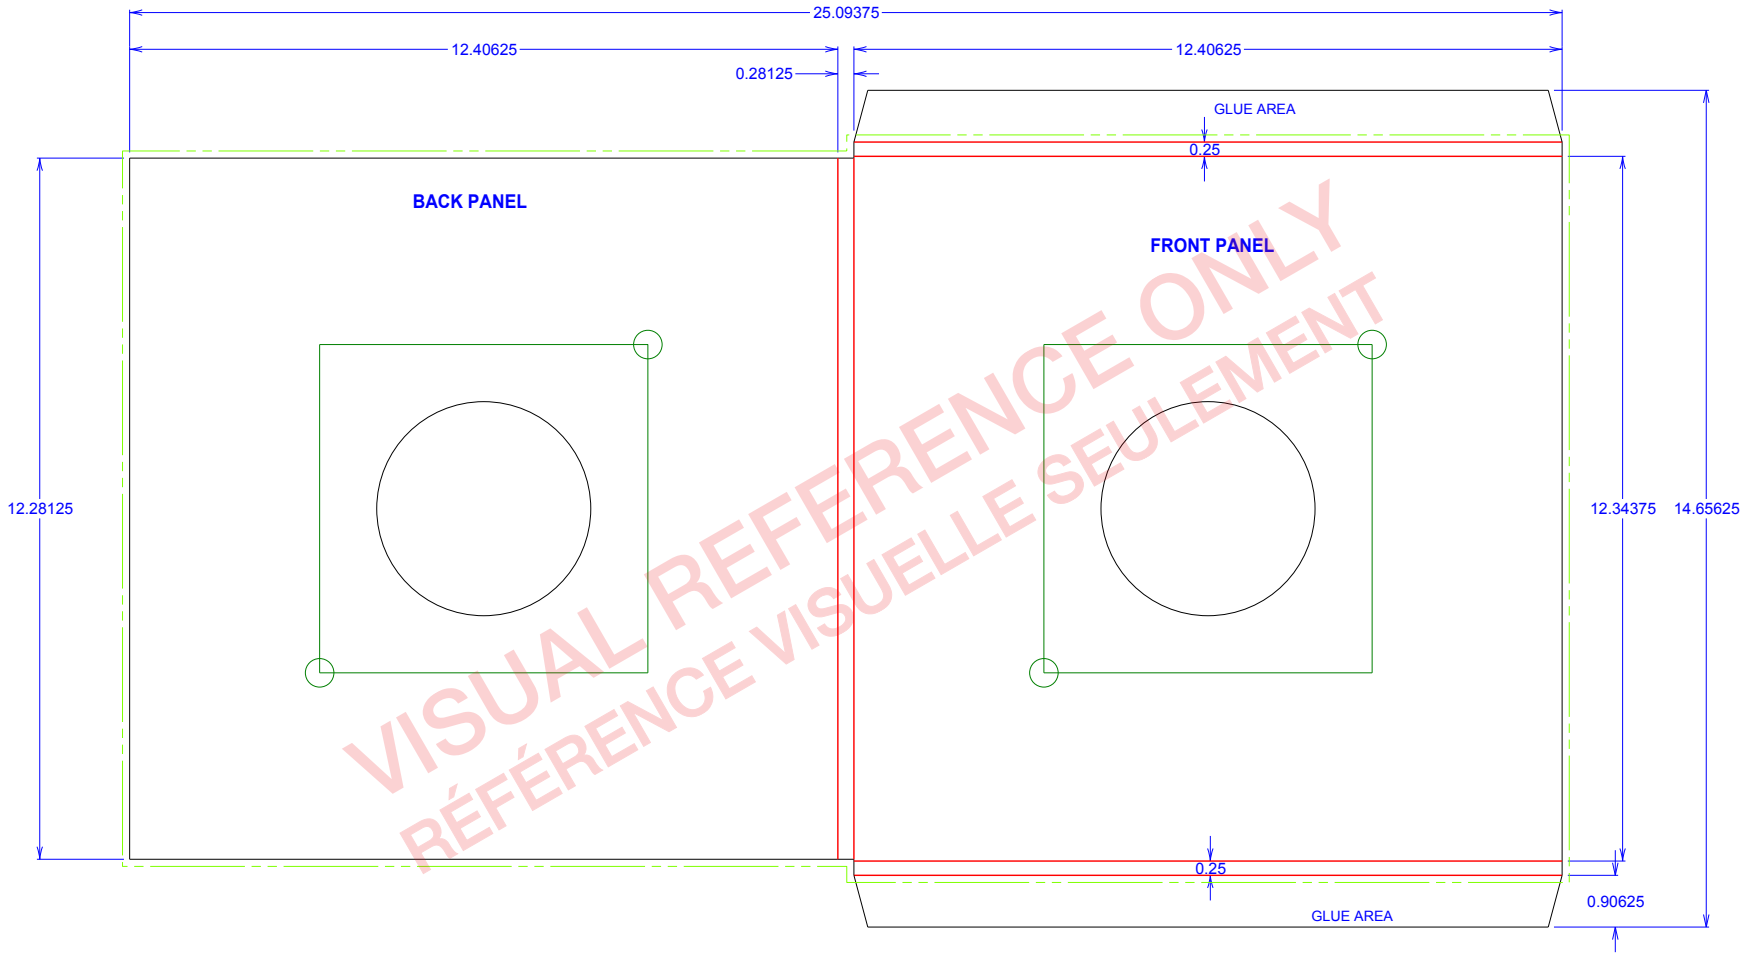 25.09375
12.40625
12.40625
0.28125
GLUE AREA
0.25
BACK PANEL
FRONT PANEL
VISUAL REFERENCE ONLY
RÉFÉRENCE VISUELLE SEULEMENT
12.28125
12.34375
14.65625
0.25
0.90625
GLUE AREA